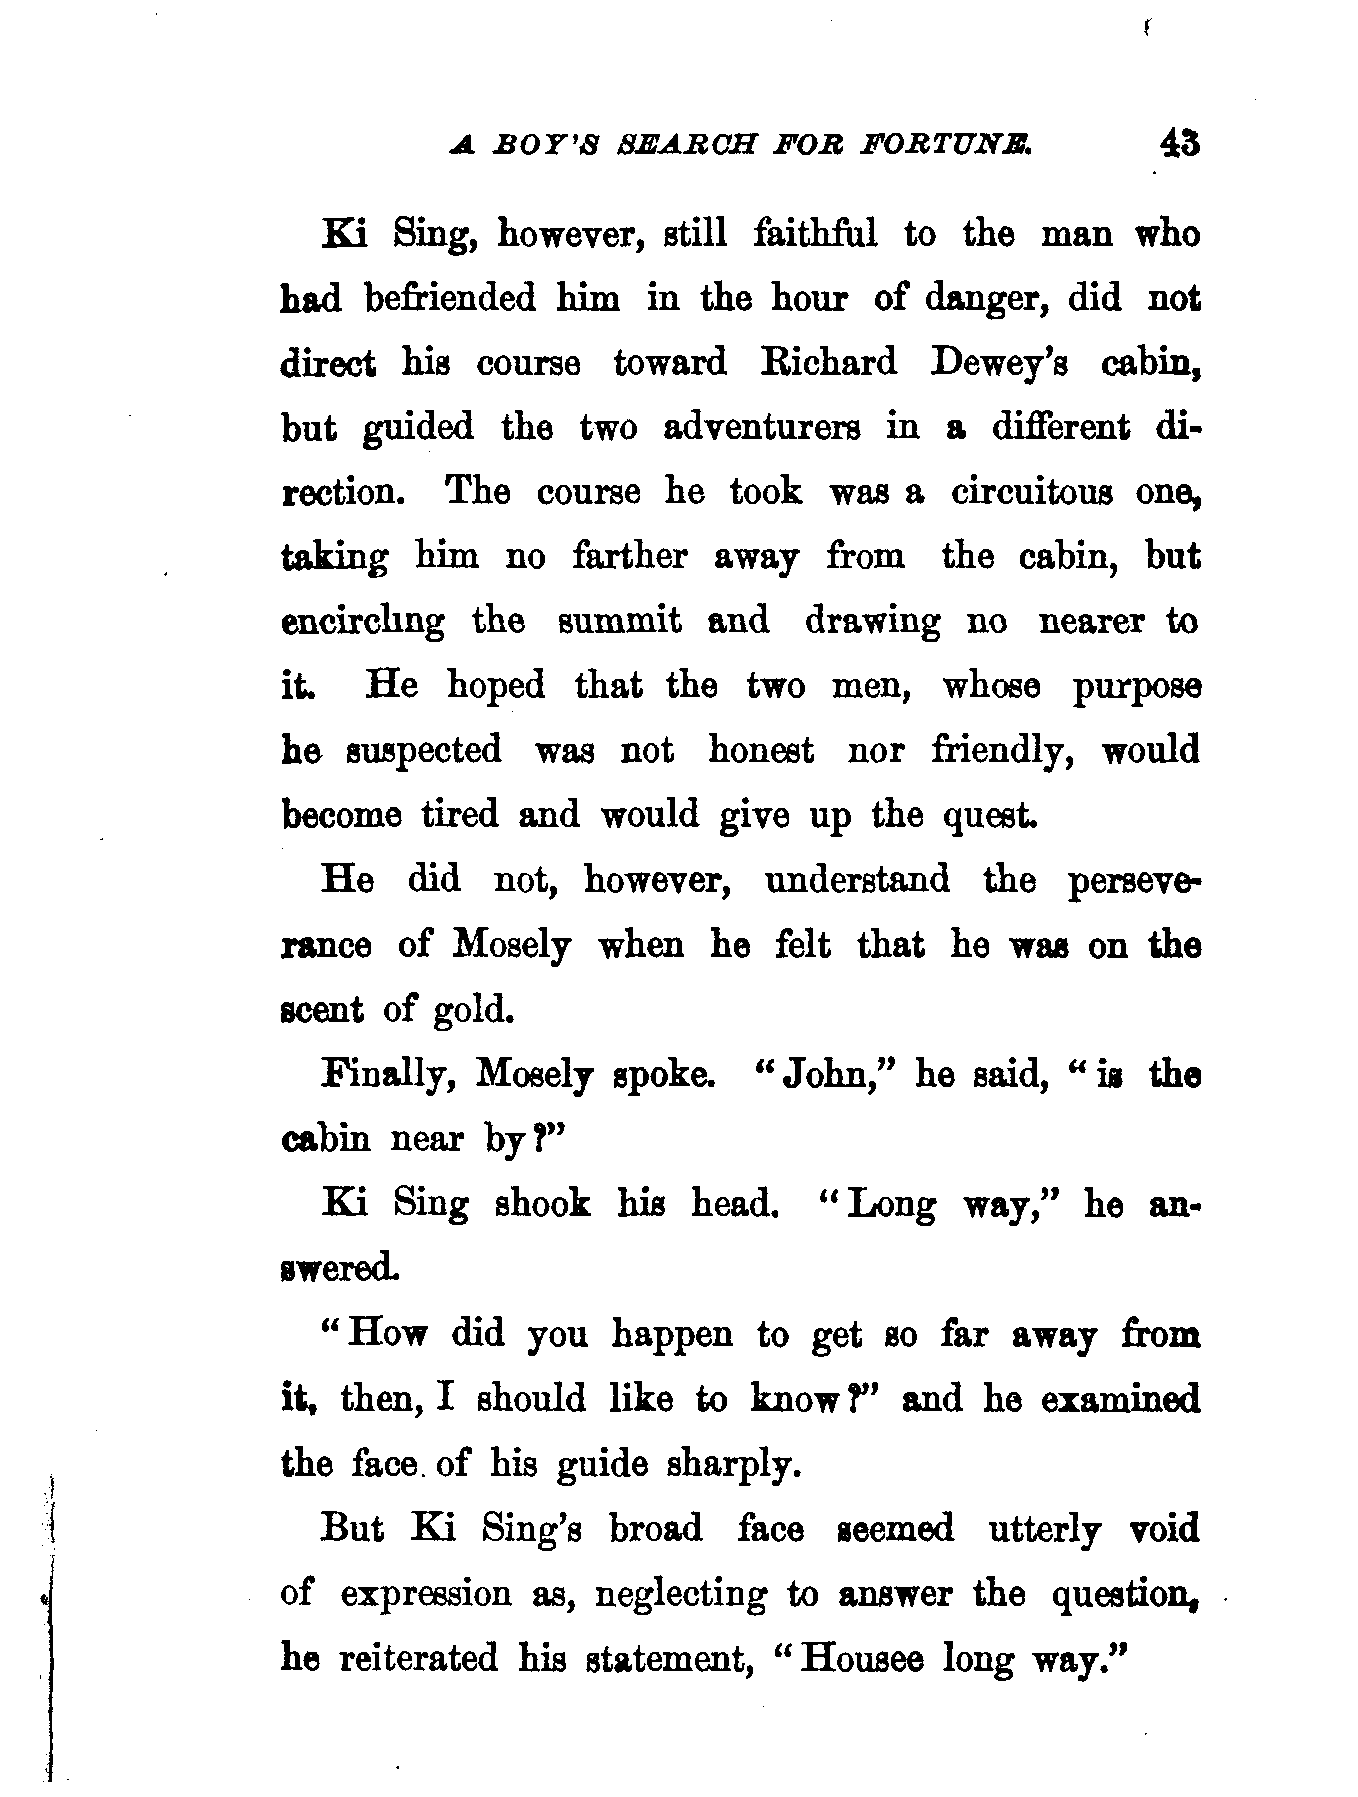 A BOY'S SEARCH FOR FORTUNE. 43
Ki Sing, however, still faithful to the man who
had befriended him in the hour of danger, did not
direct his course toward Richard Dewey's cabin,
but guided the two adventurers in a different di-
rection. The course he took was a circuitous one,
taking him no farther away from the cabin, but
encircling the summit and drawing no nearer to
it. He hoped that the two men, whose purpose
he suspected was not honest nor friendly, would
become tired and would give up the quest.
He did not, however, understand the perseve-
rance of Mosely when he felt that he was on the
scent of gold.
Finally, Mosely spoke. "John," he said, "is the
cabin near by?"
Ki Sing shook his head. "Long way," he an-
swered.
"How did you happen to get so far away from
it, then, I should like to know?" and he examined
the face of his guide sharply.
But Ki Sing's broad face seemed utterly void
of expression as, neglecting to answer the question,
he reiterated his statement, "Housee long way."